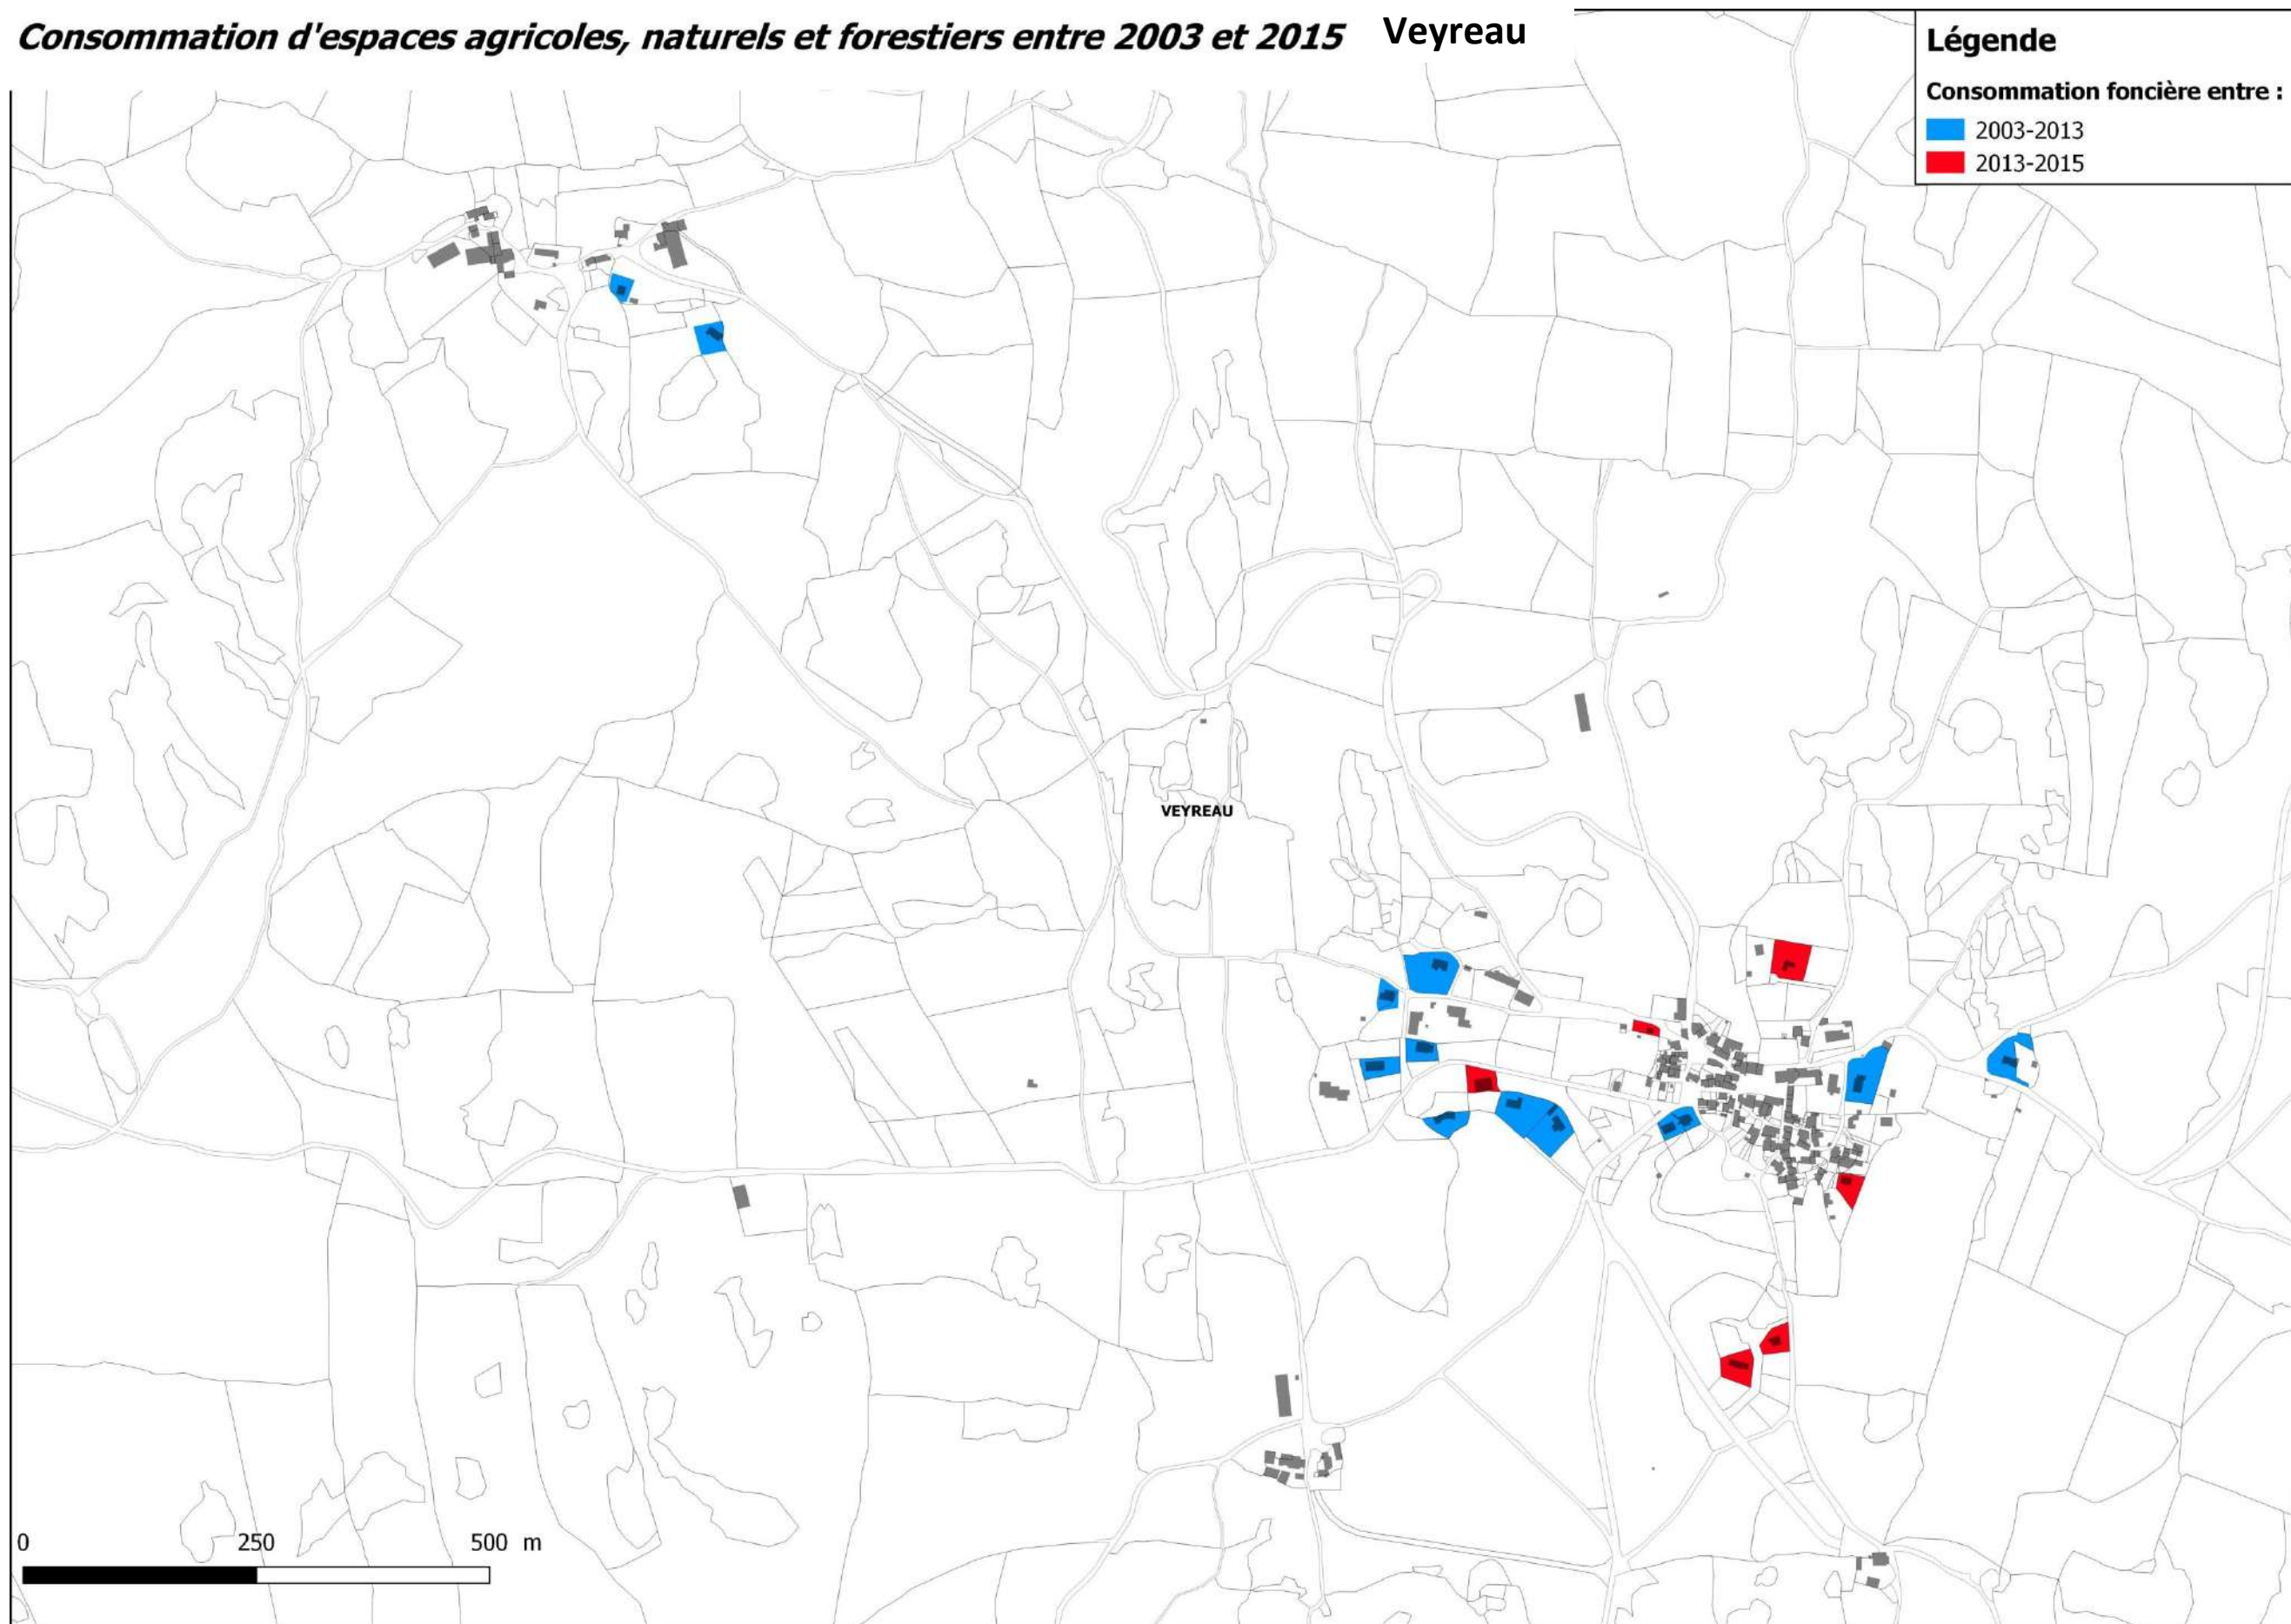 Consommation d'espaces agricoles, naturels et forestiers entre 2003 et 2015 Veyreau
Légende
Consommation foncière entre :
2003-2013
2013-2015
VEYREAU
0 250 500 m